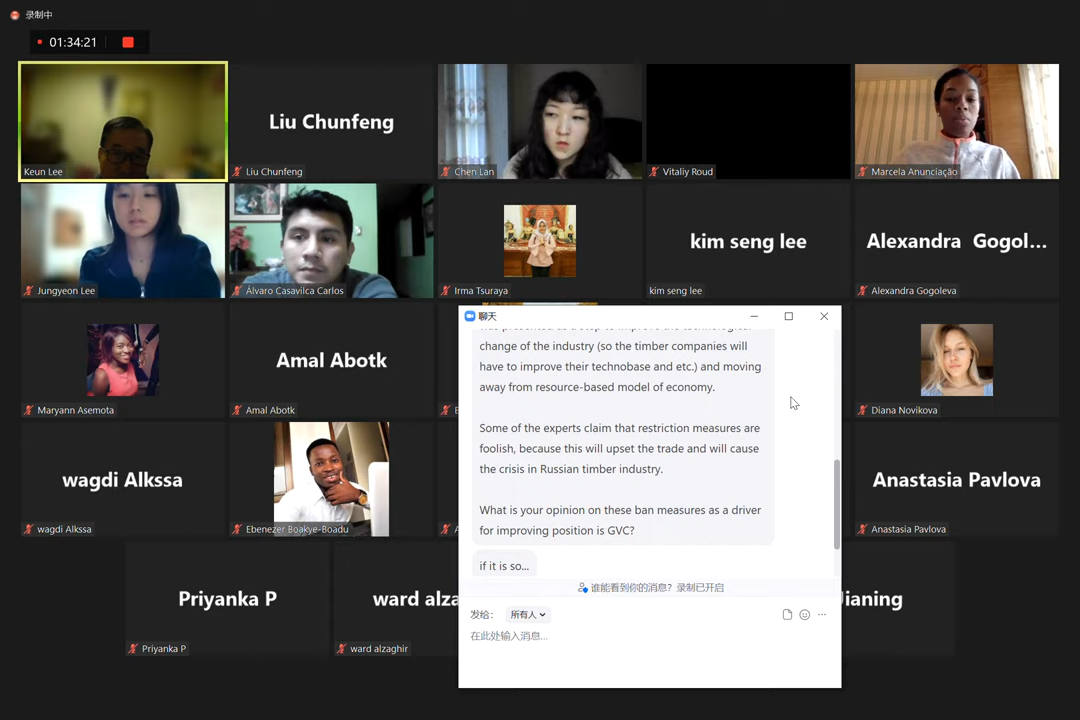 录制中
01:34:21
Keun Lee
Liu Chunfeng
Liu Chunfeng
Chen Lan
Vitaliy Roud
Marcela Anunciação
Jungyeon Lee
Álvaro Casavilca Carlos
Irma Tsuraya
kim seng lee
kim seng lee
Alexandra Gogol...
Alexandra Gogoleva
Maryann Asemota
Amal Abotk
Amal Abotk
Diana Novikova
wagdi Alkssa
wagdi Alkssa
Ebenezer Boakye-Boadu
Anastasia Pavlova
Anastasia Pavlova
Priyanka P
Priyanka P
ward alza
ward alzaghir
Jianing
聊天
was presented as a step to improve the technological
change of the industry (so the timber companies will
have to improve their technobase and etc.) and moving
away from resource-based model of economy.
Some of the experts claim that restriction measures are
foolish, because this will upset the trade and will cause
the crisis in Russian timber industry.
What is your opinion on these ban measures as a driver
for improving position is GVC?
if it is so...
谁能看到你的消息？录制已开启
发给： 所有人
在此处输入消息...